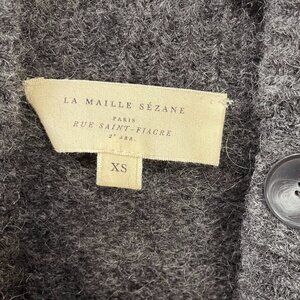 LA MAILLE SÉZANE
PARIS
RUE SAINT-FIACRE
2e ARR.
XS